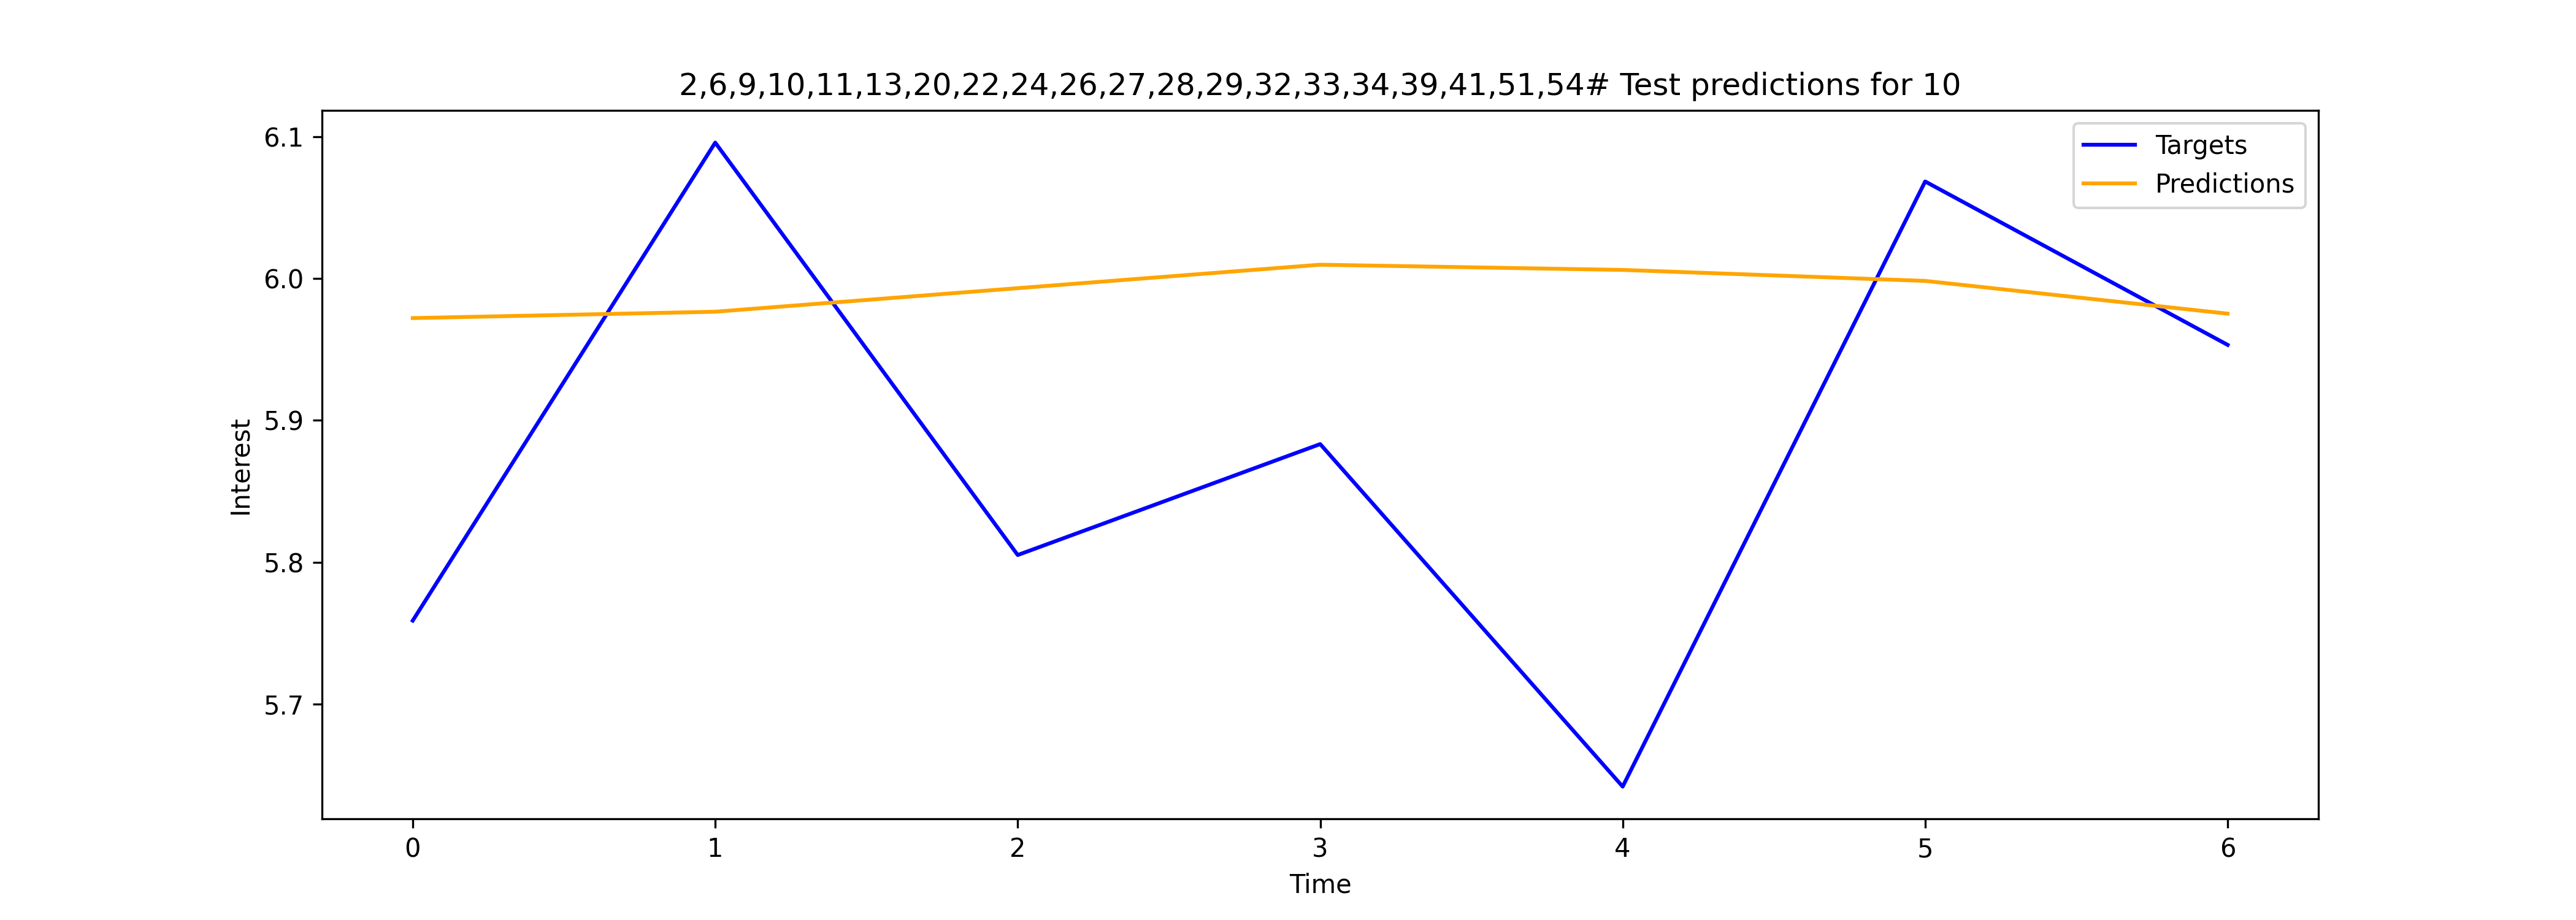 2,6,9,10,11,13,20,22,24,26,27,28,29,32,33,34,39,41,51,54# Test predictions for 10
Targets
Predictions
6.1
6.0
5.9
5.8
5.7
Interest
0 1 2 3 4 5 6
Time